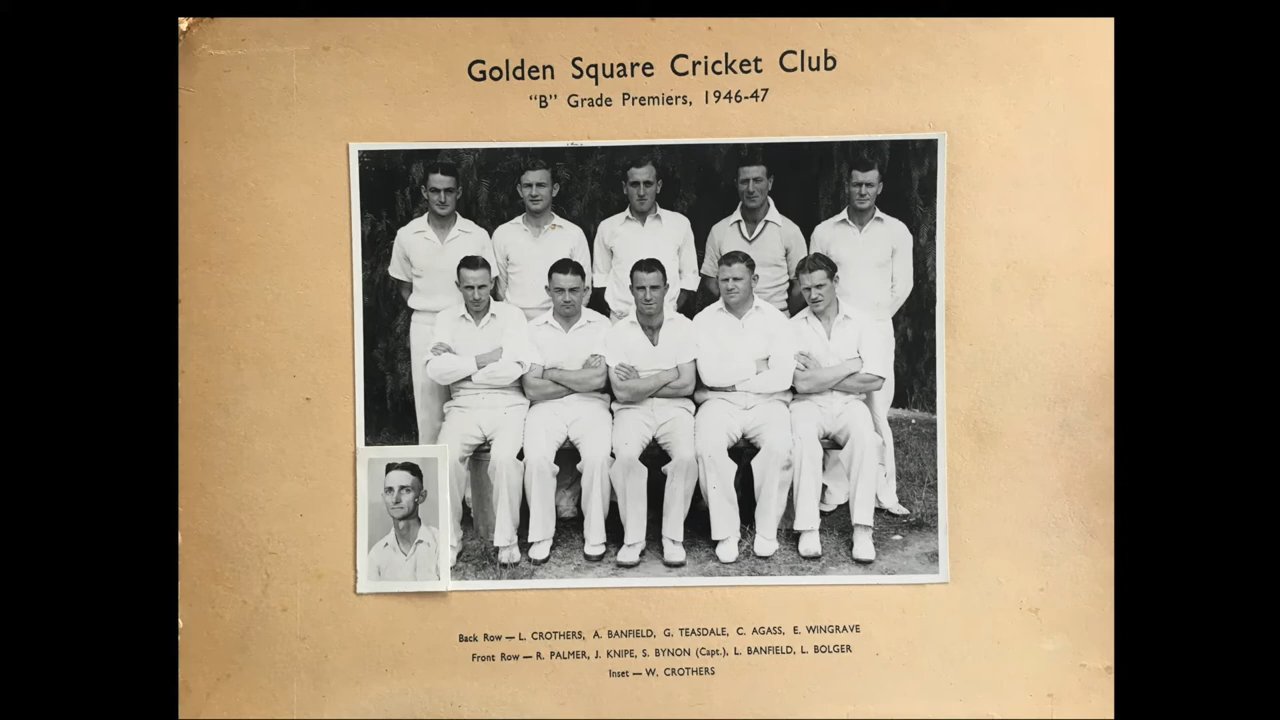 Golden Square Cricket Club
"B" Grade Premiers, 1946-47
Back Row — L. CROTHERS, A. BANFIELD, G. TEASDALE, C. AGASS, E. WINGRAVE
Front Row — R. PALMER, J. KNIPE, S. BYNON (Capt.), L. BANFIELD, L. BOLGER
Inset — W. CROTHERS